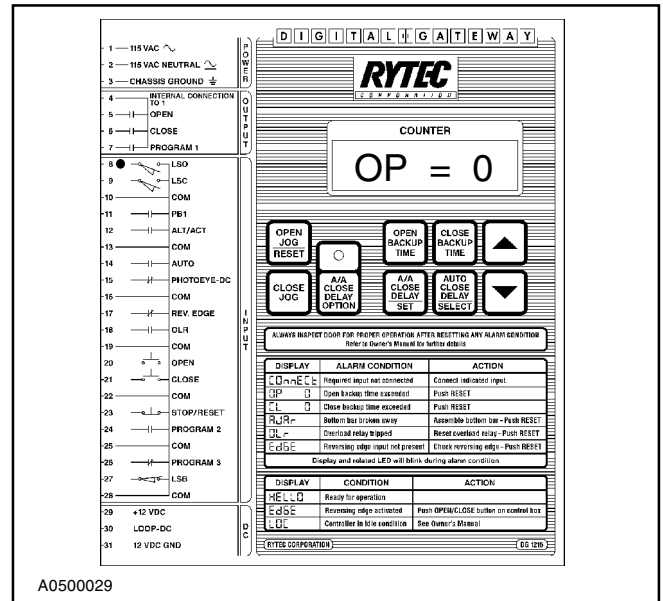 DIGITAL GATEWAY
RYTEC
CORPORATION
COUNTER
OP = 0
POWER
1 115 VAC
2 115 VAC NEUTRAL
3 CHASSIS GROUND
OUTPUT
4 INTERNAL CONNECTION
TO 1
5 OPEN
6 CLOSE
7 PROGRAM 1
INPUT
8 LSO
9 LSC
10 COM
11 PB1
12 ALT/ACT
13 COM
14 AUTO
15 PHOTOEYE-DC
16 COM
17 REV. EDGE
18 OLR
19 COM
20 OPEN
21 CLOSE
22 COM
23 STOP/RESET
24 PROGRAM 2
25 COM
26 PROGRAM 3
27 LSB
28 COM
DC
29 +12 VDC
30 LOOP-DC
31 12 VDC GND
OPEN
JOG
RESET
OPEN
BACKUP
TIME
CLOSE
BACKUP
TIME
CLOSE
JOG
A/A
CLOSE
DELAY
OPTION
A/A
CLOSE
DELAY
SET
AUTO
CLOSE
DELAY
SELECT
ALWAYS INSPECT DOOR FOR PROPER OPERATION AFTER RESETTING ANY ALARM CONDITION
Refer to Owner's Manual for further details
DISPLAY ALARM CONDITION ACTION
COnnECt Required input not connected Connect indicated input.
OP 0 Open backup time exceeded Push RESET
CL 0 Close backup time exceeded Push RESET
AJAr Bottom bar broken away Assemble bottom bar - Push RESET
OLr Overload relay tripped Reset overload relay - Push RESET
EdGE Reversing edge input not present Check reversing edge - Push RESET
Display and related LED will blink during alarm condition
DISPLAY CONDITION ACTION
HELLO Ready for operation
EdGE Reversing edge activated Push OPEN/CLOSE button on control box
LOC Controller in idle condition See Owner's Manual
RYTEC CORPORATION DG 1215
A0500029